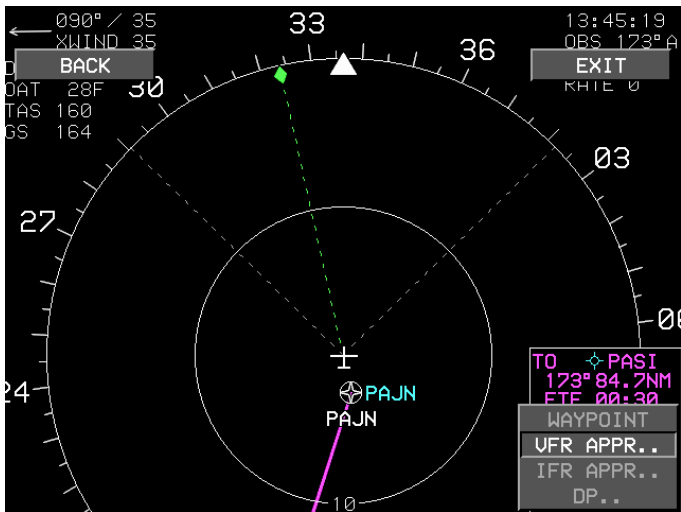 090°/ 35
XWIND 35
BACK
OAT 28F
TAS 160
GS 164
13:45:19
OBS 173°A
EXIT
RATE 0
33
36
30
03
27
06
24
PAJN
PAJN
10
TO PASI
173°84.7NM
ETE 00:30
WAYPOINT
VFR APPR..
IFR APPR..
DP..